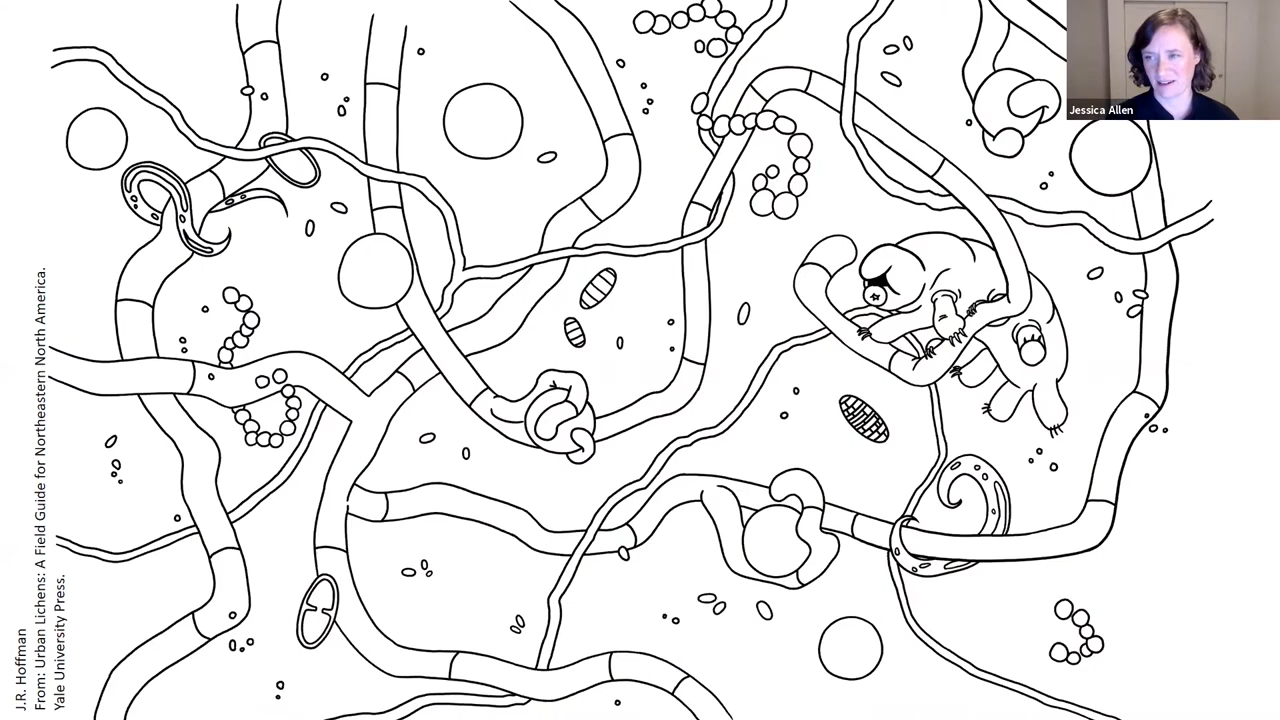 J.R. Hoffman
From: Urban Lichens: A Field Guide for Northeastern North America.
Yale University Press.
Jessica Allen